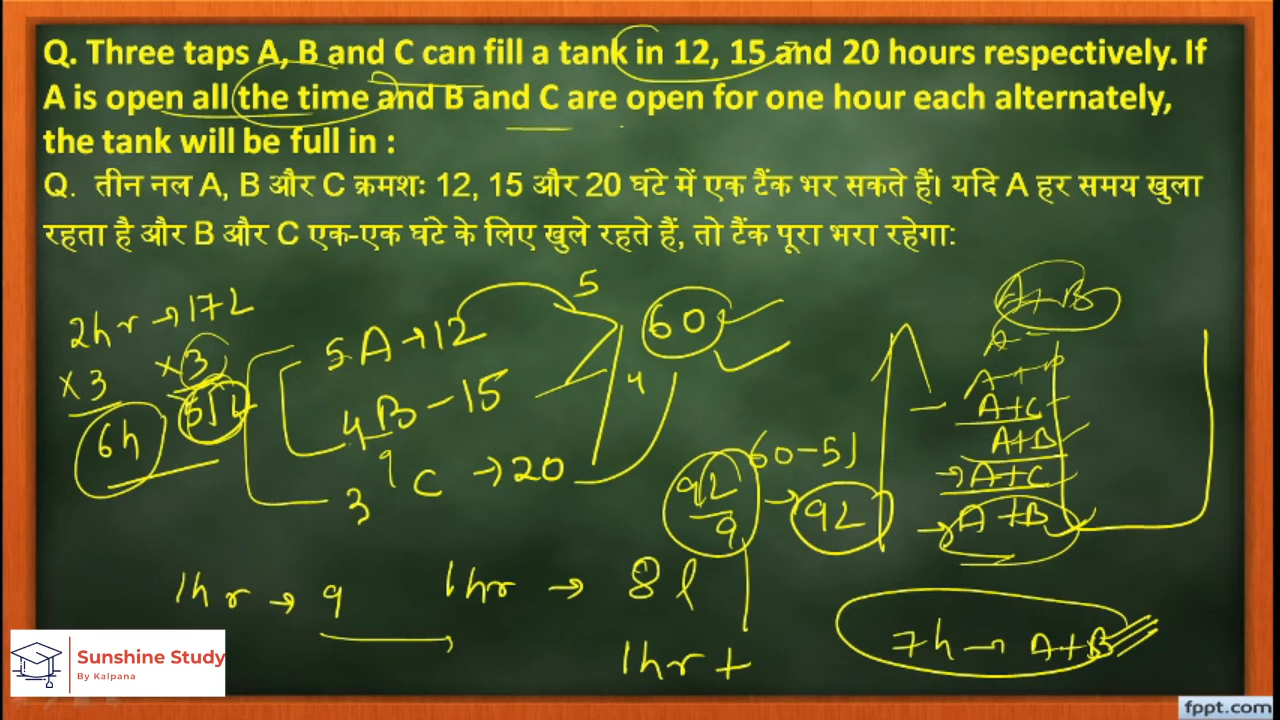 Q. Three taps A, B and C can fill a tank in 12, 15 and 20 hours respectively. If
A is open all the time and B and C are open for one hour each alternately,
the tank will be full in :
Q. तीन नल A, B और C क्रमशः 12, 15 और 20 घंटे में एक टैंक भर सकते हैं। यदि A हर समय खुला
रहता है और B और C एक-एक घंटे के लिए खुले रहते हैं, तो टैंक पूरा भरा रहेगा:
2hr → 17L
×3 ×3
6h 51L
5A → 12
4B - 15
3 C → 20
5
4
60
60-51
9L
9
→ 9L
A+B
A+C
A+B
→ A+C
→ A+B
1hr → 9
1hr → 8l
1hr +
7h → A+B
Sunshine Study
By Kalpana
fppt.com